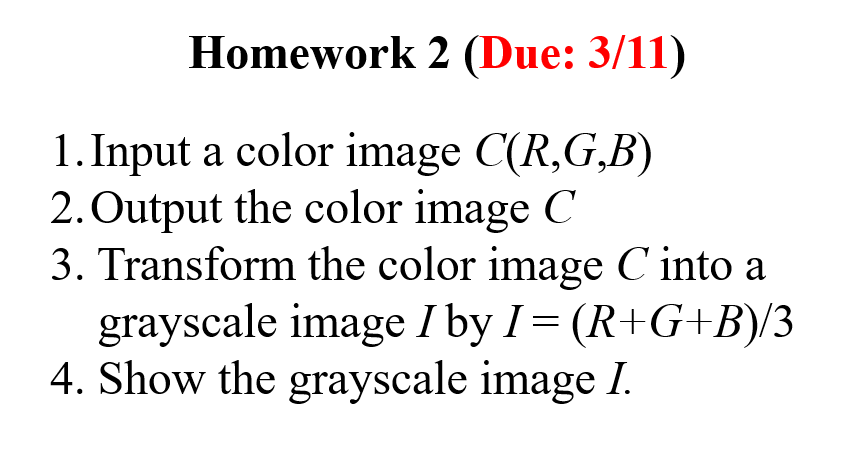 Homework 2 (Due: 3/11)
1. Input a color image C(R,G,B)
2. Output the color image C
3. Transform the color image C into a
grayscale image I by I = (R+G+B)/3
4. Show the grayscale image I.